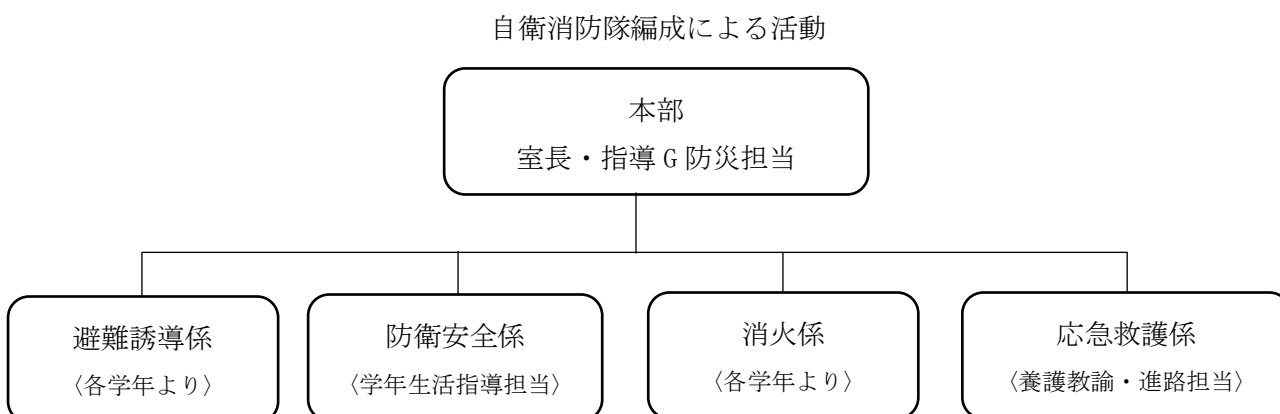 自衛消防隊編成による活動
本部
室長・指導 G 防災担当
避難誘導係
〈各学年より〉
防衛安全係
〈学年生活指導担当〉
消火係
〈各学年より〉
応急救護係
〈養護教諭・進路担当〉